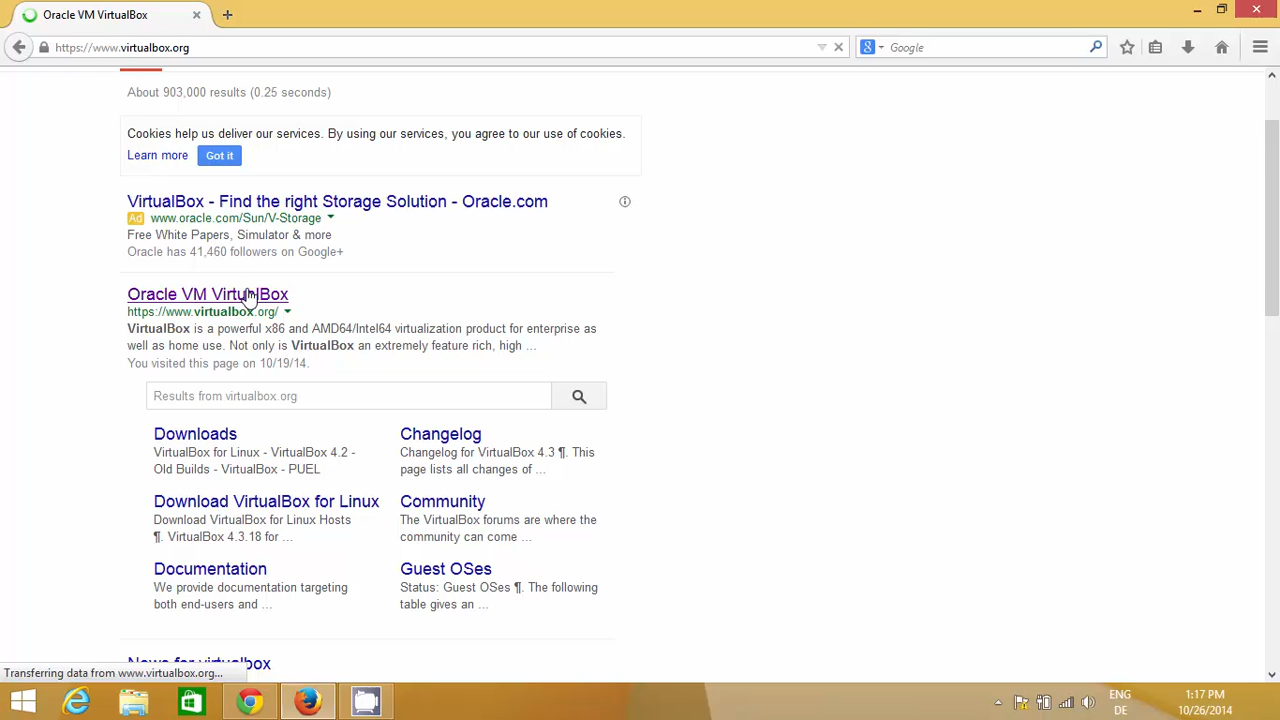 Oracle VM VirtualBox
https://www.virtualbox.org
Google
About 903,000 results (0.25 seconds)
Cookies help us deliver our services. By using our services, you agree to our use of cookies.
Learn more Got it
VirtualBox - Find the right Storage Solution - Oracle.com
Ad www.oracle.com/Sun/V-Storage
Free White Papers, Simulator & more
Oracle has 41,460 followers on Google+
Oracle VM VirtualBox
https://www.virtualbox.org/
VirtualBox is a powerful x86 and AMD64/Intel64 virtualization product for enterprise as
well as home use. Not only is VirtualBox an extremely feature rich, high ...
You visited this page on 10/19/14.
Results from virtualbox.org
Downloads
VirtualBox for Linux - VirtualBox 4.2 -
Old Builds - VirtualBox - PUEL
Changelog
Changelog for VirtualBox 4.3 ¶. This
page lists all changes of ...
Download VirtualBox for Linux
Download VirtualBox for Linux Hosts
¶. VirtualBox 4.3.18 for ...
Community
The VirtualBox forums are where the
community can come ...
Documentation
We provide documentation targeting
both end-users and ...
Guest OSes
Status: Guest OSes ¶. The following
table gives an ...
News for virtualbox
Transferring data from www.virtualbox.org...
ENG
DE
1:17 PM
10/26/2014